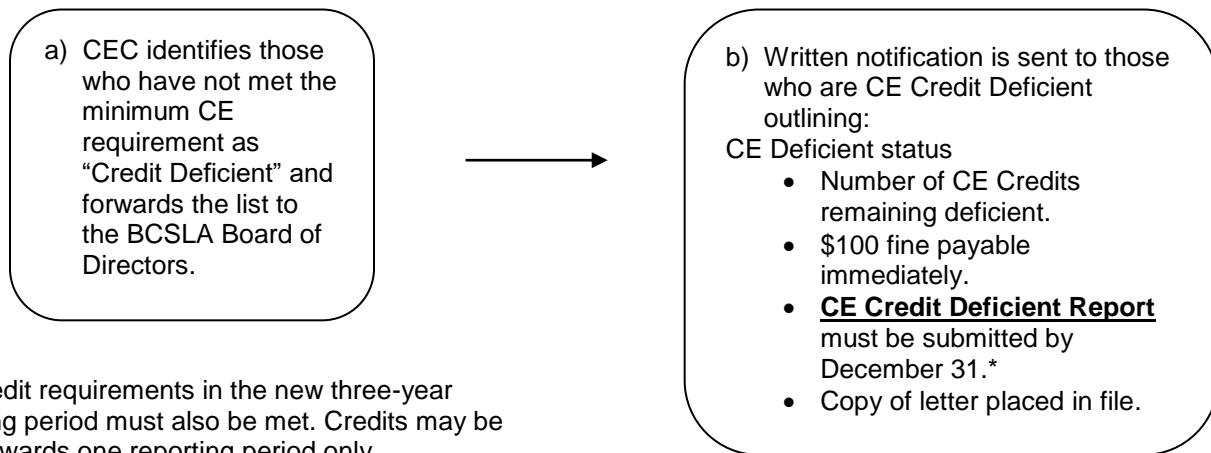 a) CEC identifies those
who have not met the
minimum CE
requirement as
“Credit Deficient” and
forwards the list to
the BCSLA Board of
Directors.
b) Written notification is sent to those
who are CE Credit Deficient
outlining:
CE Deficient status
• Number of CE Credits
remaining deficient.
• $100 fine payable
immediately.
• CE Credit Deficient Report
must be submitted by
December 31.*
• Copy of letter placed in file.
requirements in the new three-year
period must also be met. Credits may be
one reporting period only